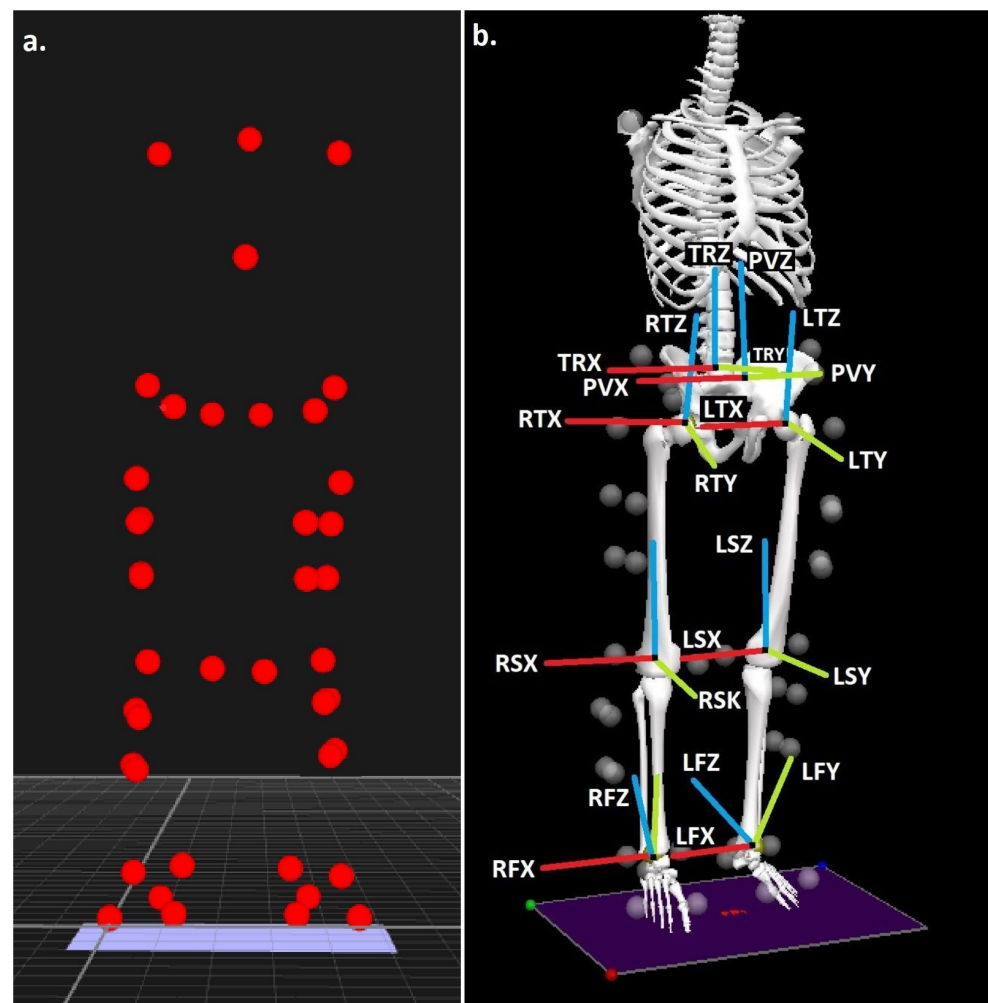 a.
b.
TRZ
PVZ
RTZ
LTZ
TRY
TRX
PVX
PVY
LTX
RTX
LTY
RTY
LSZ
LSX
RSX
LSY
RSK
LFZ
LFY
RFZ
LFX
RFX